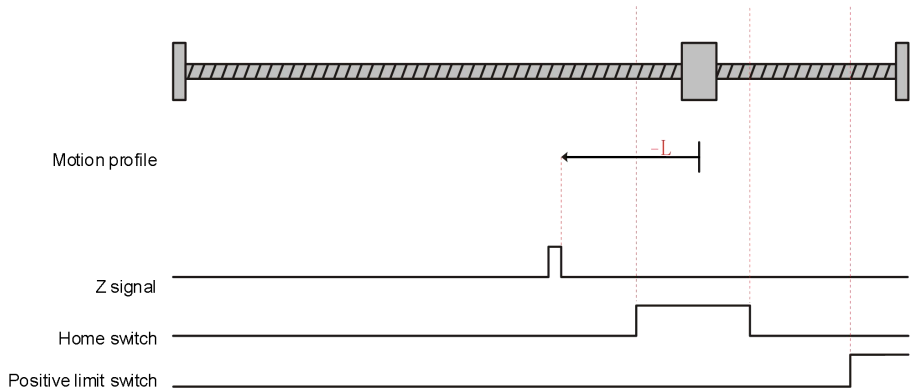 Motion profile
-L
Z signal
Home switch
Positive limit switch